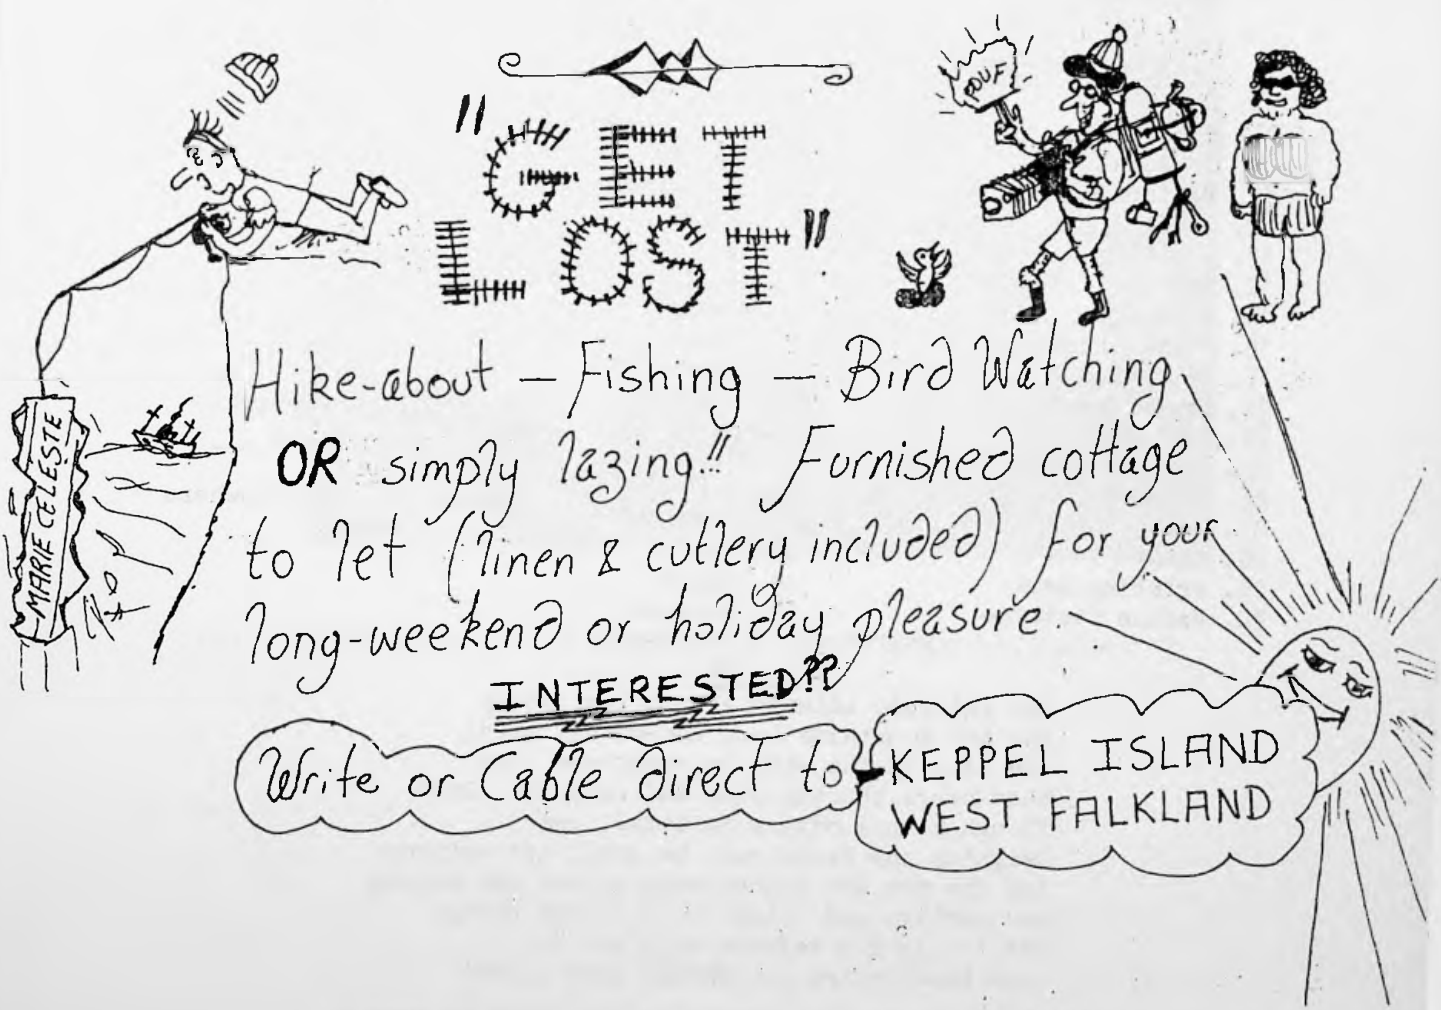 "GET
LOST"
POUF
Hike-about — Fishing — Bird Watching
OR simply lazing!! Furnished cottage
to let (linen & cutlery included) for your
long-weekend or holiday pleasure.
MARIE CELESTE
INTERESTED??
Write or Cable direct to
KEPPEL ISLAND
WEST FALKLAND